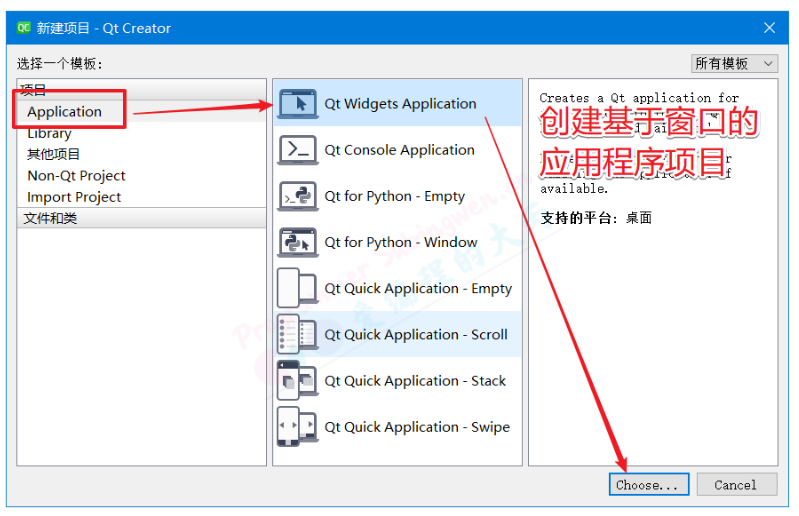 新建项目 - Qt Creator
选择一个模板：
所有模板
项目
Application
Library
其他项目
Non-Qt Project
Import Project
文件和类
Qt Widgets Application
Qt Console Application
Qt for Python - Empty
Qt for Python - Window
Qt Quick Application - Empty
Qt Quick Application - Scroll
Qt Quick Application - Stack
Qt Quick Application - Swipe
Creates a Qt application for
创建基于窗口的
应用程序项目
available.
支持的平台：桌面
Choose...
Cancel